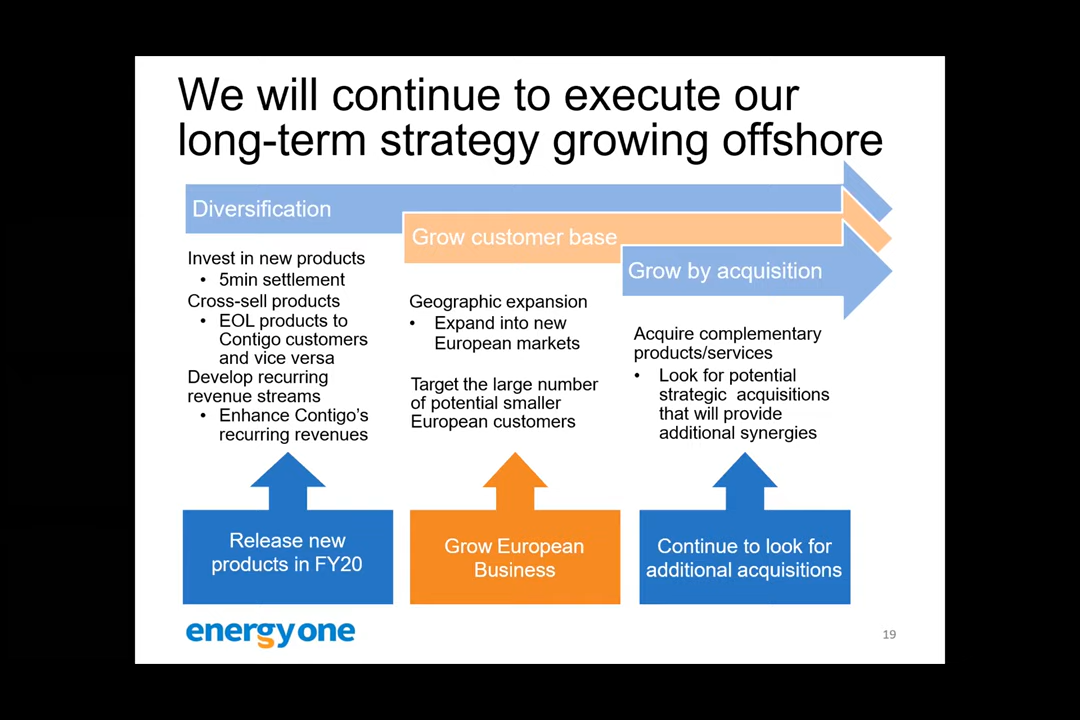 We will continue to execute our
long-term strategy growing offshore
Diversification
Grow customer base
Grow by acquisition
Invest in new products
• 5min settlement
Cross-sell products
• EOL products to
Contigo customers
and vice versa
Develop recurring
revenue streams
• Enhance Contigo's
recurring revenues
Geographic expansion
• Expand into new
European markets
Target the large number
of potential smaller
European customers
Acquire complementary
products/services
• Look for potential
strategic acquisitions
that will provide
additional synergies
Release new
products in FY20
Grow European
Business
Continue to look for
additional acquisitions
energyone
19